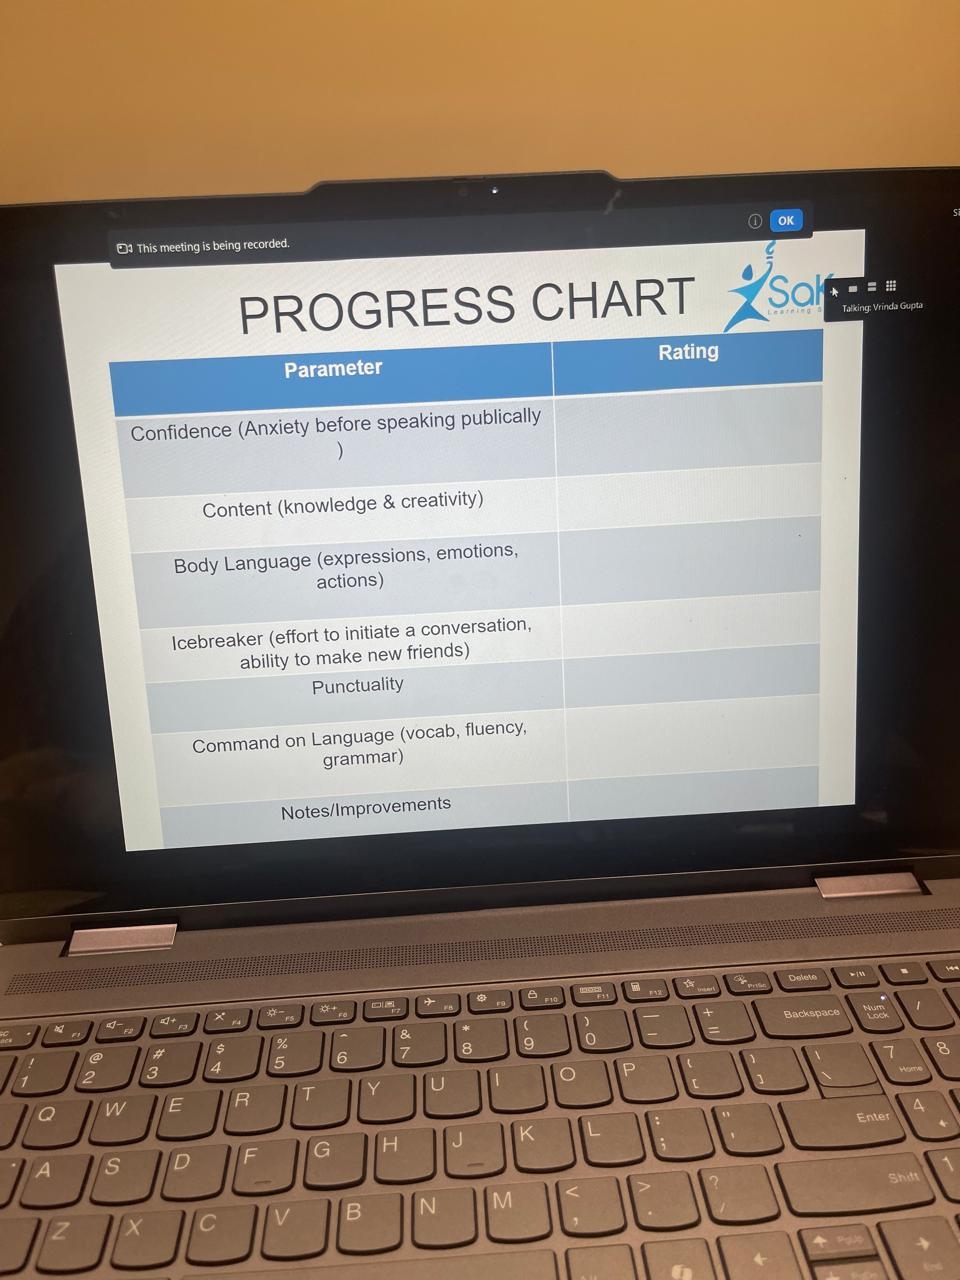 This meeting is being recorded.
OK
PROGRESS CHART
Talking: Vrinda Gupta
Parameter
Rating
Confidence (Anxiety before speaking publically
)
Content (knowledge & creativity)
Body Language (expressions, emotions,
actions)
Icebreaker (effort to initiate a conversation,
ability to make new friends)
Punctuality
Command on Language (vocab, fluency,
grammar)
Notes/Improvements
F1 F2 F3 F4 F5 F6 F7 F8 F9 F10 F11 F12 Insert PrtSc Delete
! @ # $ % ^ & * ( ) — +
1 2 3 4 5 6 7 8 9 0 - = Backspace Num Lock /
Q W E R T Y U I O P { [ } ] | \ 7 Home 8
A S D F G H J K L : ; " ' Enter 4
Z X C V B N M < , > . ? / Shift 1
PgUp
End